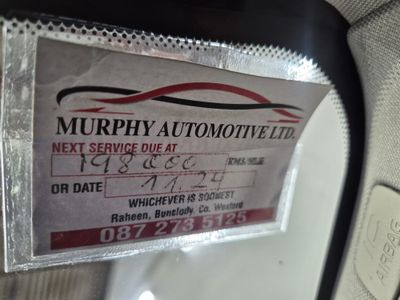 MURPHY AUTOMOTIVE LTD.
NEXT SERVICE DUE AT
198000 KMS/MILE
OR DATE 11.24
WHICHEVER IS SOONEST
Raheen, Bunclody, Co. Wexford
087 273 5125
AIRBAG